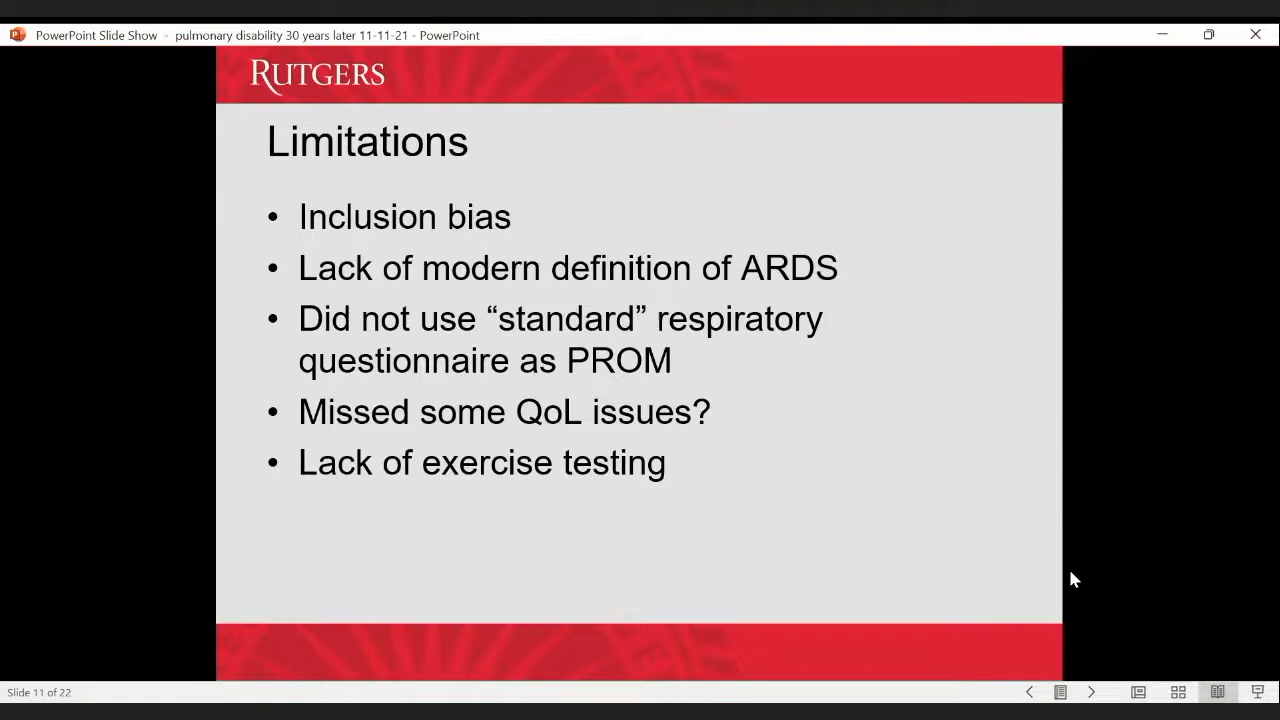 PowerPoint Slide Show - pulmonary disability 30 years later 11-11-21 - PowerPoint
RUTGERS
Limitations
• Inclusion bias
• Lack of modern definition of ARDS
• Did not use “standard” respiratory
questionnaire as PROM
• Missed some QoL issues?
• Lack of exercise testing
Slide 11 of 22